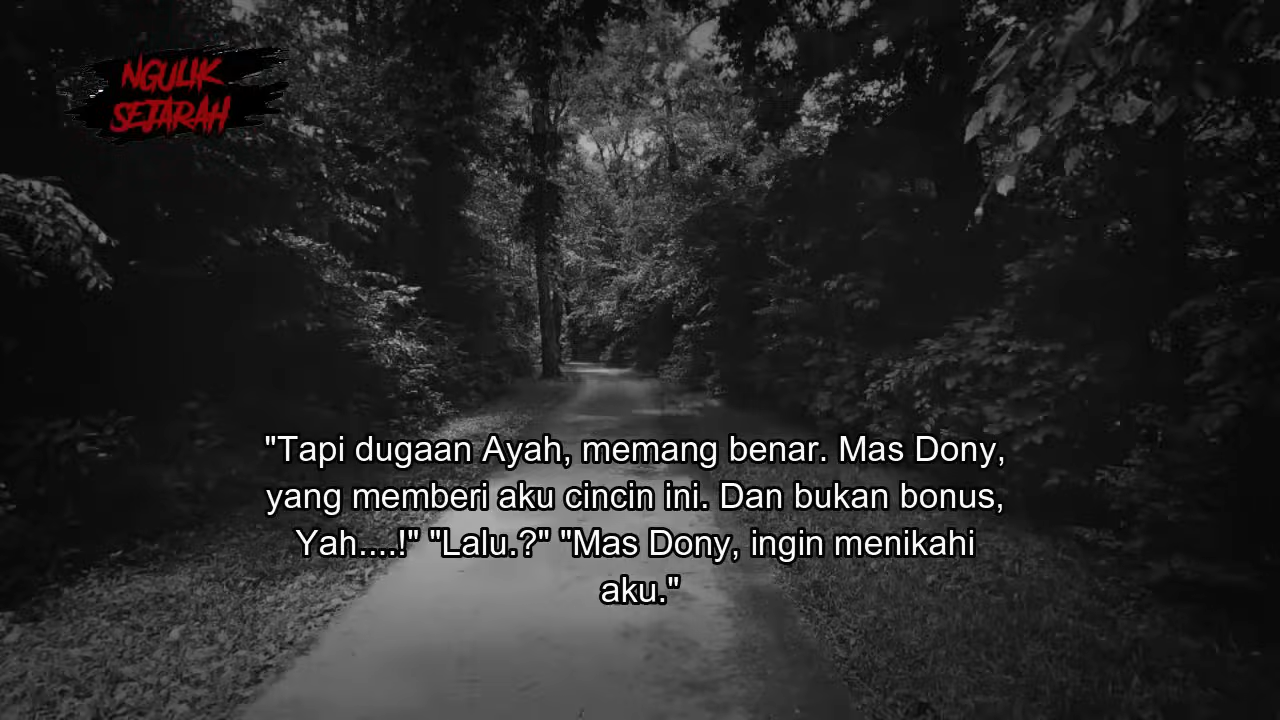 NGULIK
SEJARAH
"Tapi dugaan Ayah, memang benar. Mas Dony,
yang memberi aku cincin ini. Dan bukan bonus,
Yah....!" "Lalu.?" "Mas Dony, ingin menikahi
aku."